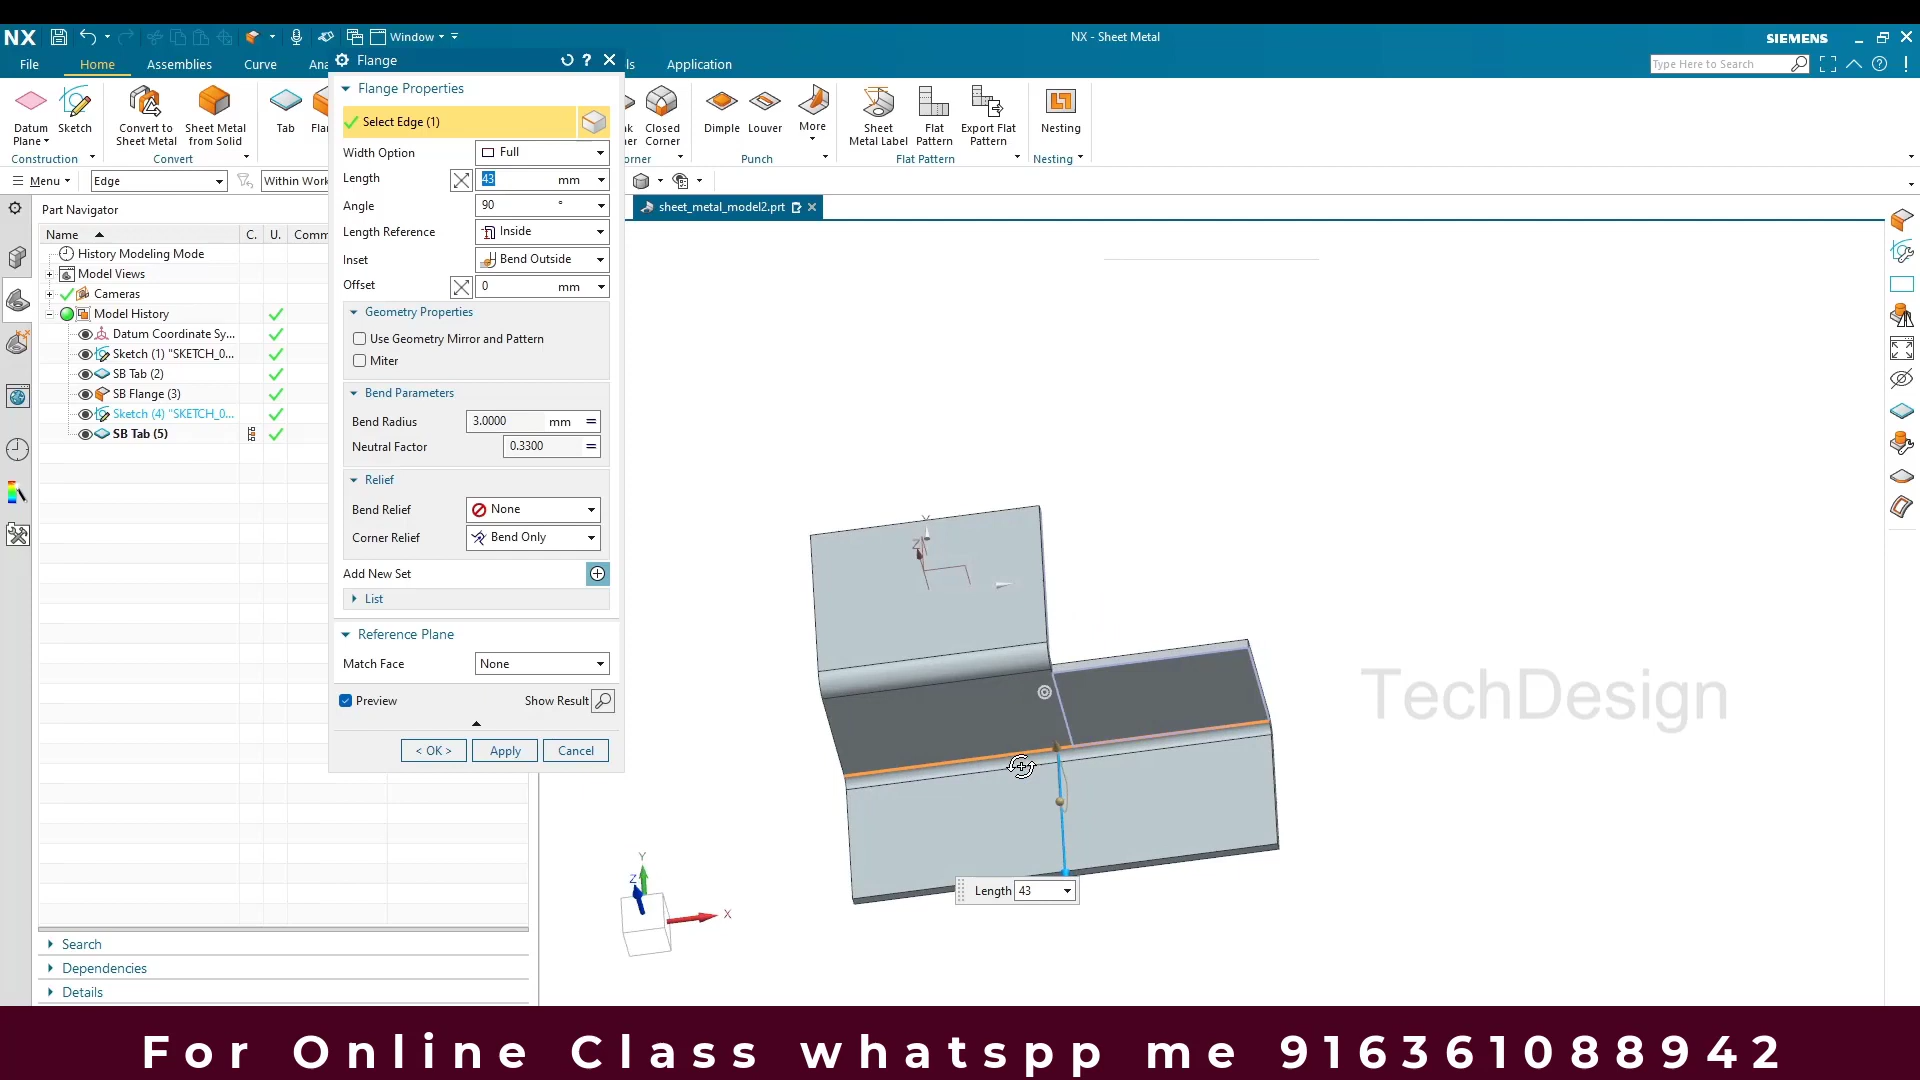 NX
Window
NX - Sheet Metal
SIEMENS
File
Home
Assemblies
Curve
Application
Type Here to Search
Datum Plane
Sketch
Convert to Sheet Metal
Sheet Metal from Solid
Tab
Closed Corner
Dimple
Louver
More
Sheet Metal Label
Flat Pattern
Export Flat Pattern
Nesting
Construction
Convert
Punch
Flat Pattern
Nesting
Menu
Edge
Within Work
Part Navigator
sheet_metal_model2.prt
Name
C.
U.
Comm
History Modeling Mode
Model Views
Cameras
Model History
Datum Coordinate Sy...
Sketch (1) "SKETCH_0...
SB Tab (2)
SB Flange (3)
Sketch (4) "SKETCH_0...
SB Tab (5)
Search
Dependencies
Details
Flange
Flange Properties
Select Edge (1)
Width Option
Full
Length
43 mm
Angle
90 °
Length Reference
Inside
Inset
Bend Outside
Offset
0 mm
Geometry Properties
Use Geometry Mirror and Pattern
Miter
Bend Parameters
Bend Radius
3.0000 mm =
Neutral Factor
0.3300 =
Relief
Bend Relief
None
Corner Relief
Bend Only
Add New Set
List
Reference Plane
Match Face
None
Preview
Show Result
< OK >
Apply
Cancel
Y
Z
Length 43
Y
Z
X
TechDesign
For Online Class whatspp me 916361088942